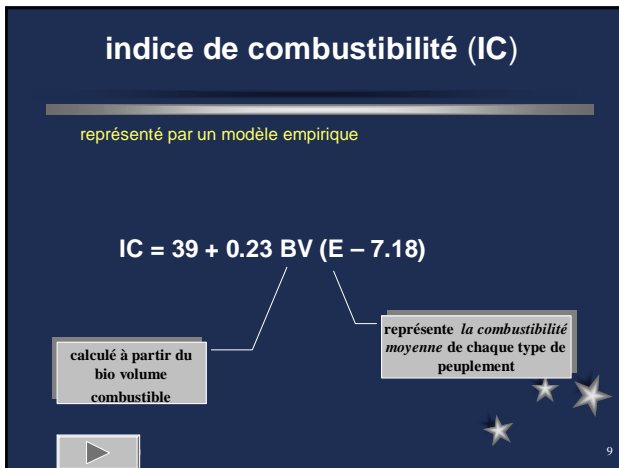 indice de combustibilité (IC)
représenté par un modèle empirique
IC = 39 + 0.23 BV (E – 7.18)
calculé à partir du
bio volume
combustible
représente la combustibilité
moyenne de chaque type de
peuplement
9